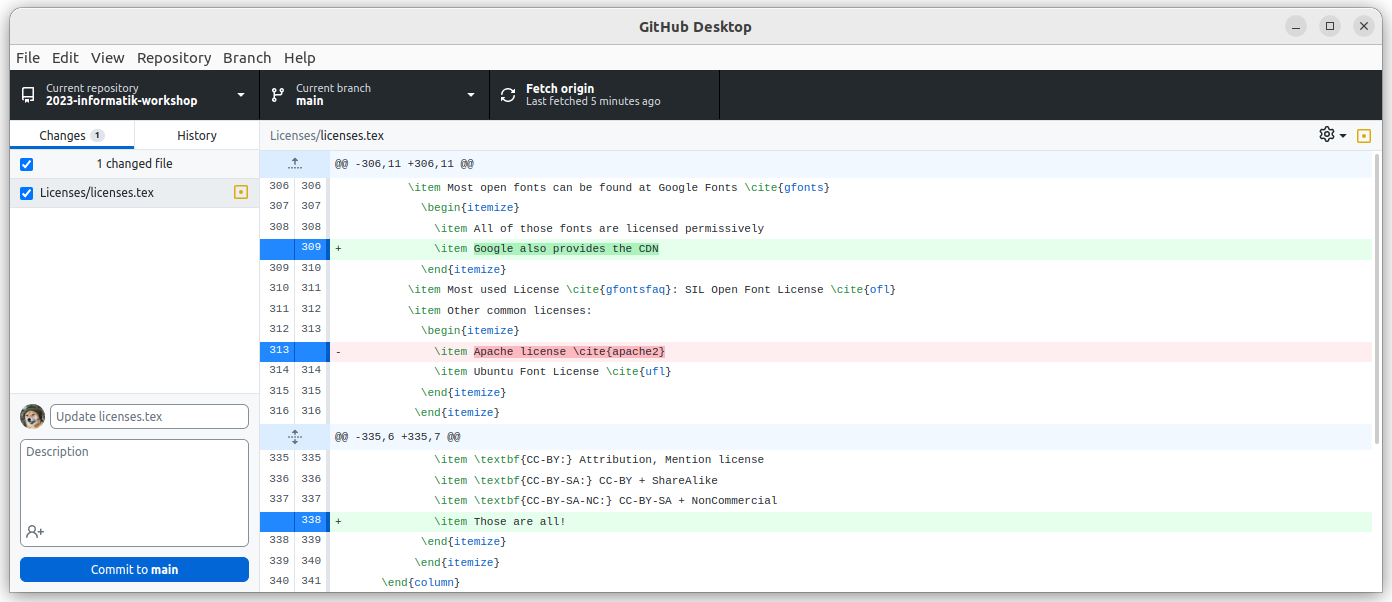 GitHub Desktop
File Edit View Repository Branch Help
Current repository
2023-informatik-workshop
Current branch
main
Fetch origin
Last fetched 5 minutes ago
Changes 1
History
1 changed file
Licenses/licenses.tex
Update licenses.tex
Description
Commit to main
Licenses/licenses.tex
@@ -306,11 +306,11 @@
306 306 \item Most open fonts can be found at Google Fonts \cite{gfonts}
307 307 \begin{itemize}
308 308 \item All of those fonts are licensed permissively
309 + \item Google also provides the CDN
309 310 \end{itemize}
310 311 \item Most used License \cite{gfontsfaq}: SIL Open Font License \cite{ofl}
311 312 \item Other common licenses:
312 313 \begin{itemize}
313 - \item Apache license \cite{apache2}
314 314 \item Ubuntu Font License \cite{ufl}
315 315 \end{itemize}
316 316 \end{itemize}
@@ -335,6 +335,7 @@
335 335 \item \textbf{CC-BY:} Attribution, Mention license
336 336 \item \textbf{CC-BY-SA:} CC-BY + ShareAlike
337 337 \item \textbf{CC-BY-SA-NC:} CC-BY-SA + NonCommercial
338 + \item Those are all!
338 339 \end{itemize}
339 340 \end{itemize}
340 341 \end{column}